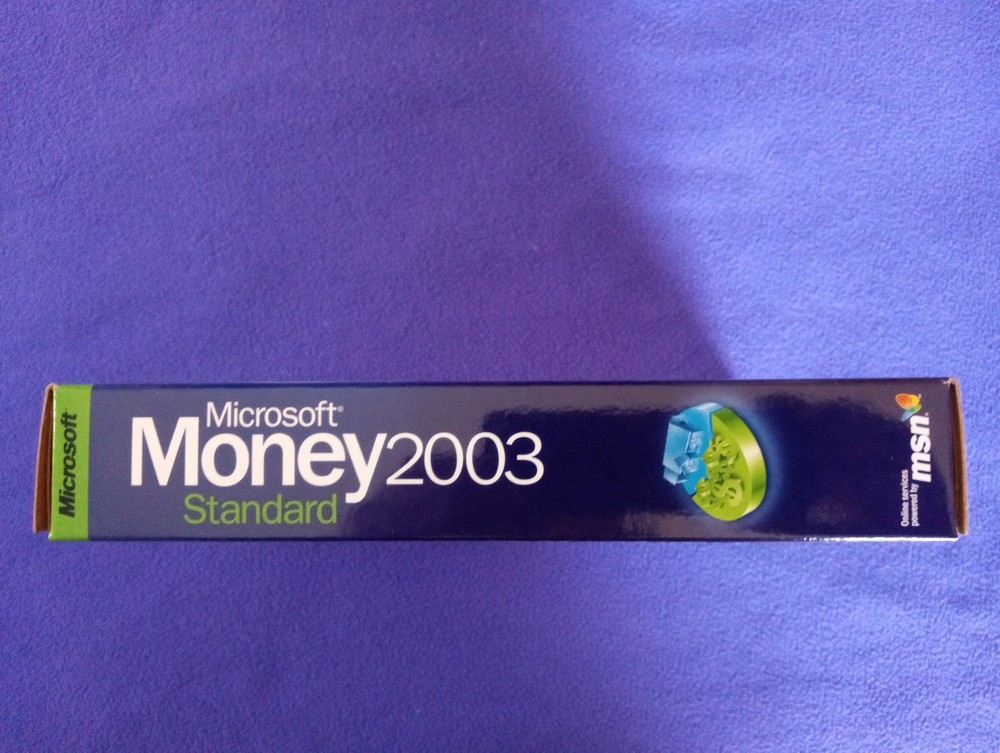 Microsoft
Microsoft®
Money2003
Standard
Online services
powered by
msn®